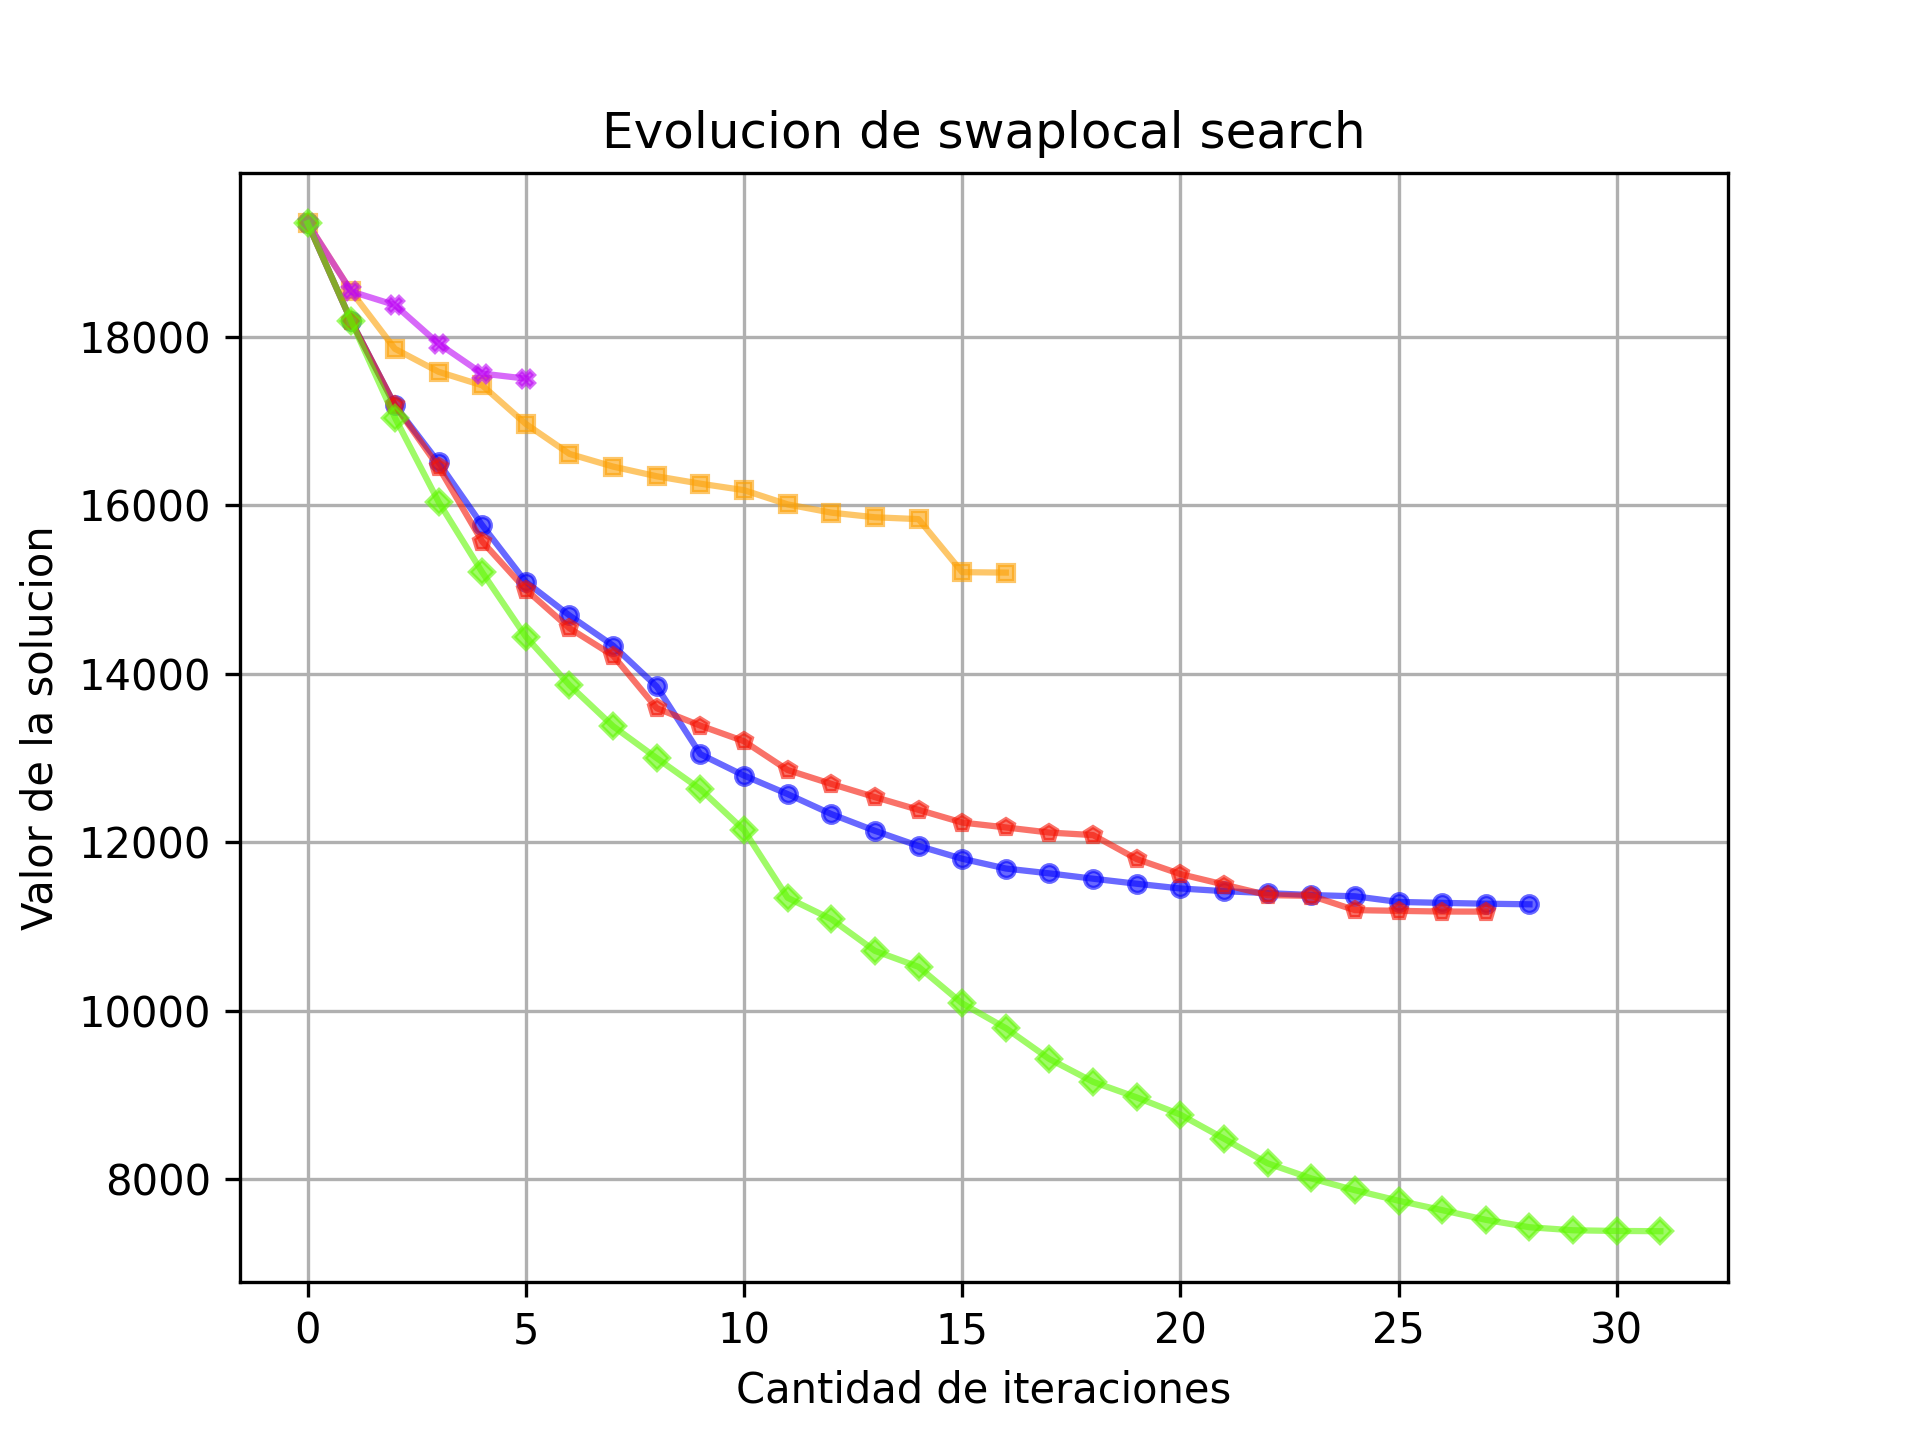 Evolucion de swaplocal search
Valor de la solucion
18000
16000
14000
12000
10000
8000
0 5 10 15 20 25 30
Cantidad de iteraciones